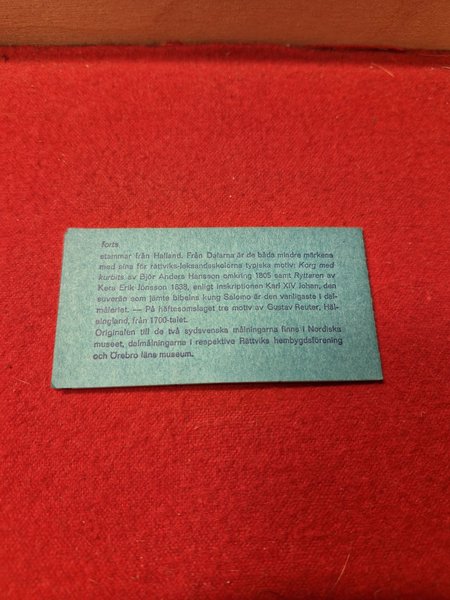 forts
stammar från Halland. Från Dalarna är de båda mindre märkena
med sina för rättviks-leksandsskolorna typiska motiv: Korg med
kurbits av Björ Anders Hansson omkring 1805 samt Ryttaren av
Kers Erik Jönsson 1838, enligt inskriptionen Karl XIV Johan, den
suverän som jämte bibelns kung Salomo är den vanligaste i dal-
måleriet. — På häftesomslaget tre motiv av Gustav Reuter, Häl-
singland, från 1700-talet.
Originalen till de två sydsvenska målningarna finns i Nordiska
museet, dalmålningarna i respektive Rättviks hembygdsförening
och Örebro läns museum.